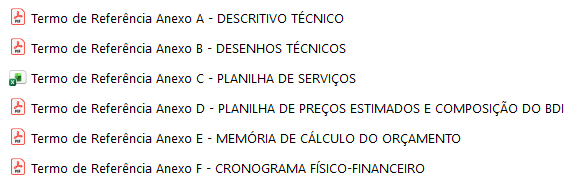 Termo de Referência Anexo A - DESCRITIVO TÉCNICO
Termo de Referência Anexo B - DESENHOS TÉCNICOS
Termo de Referência Anexo C - PLANILHA DE SERVIÇOS
Termo de Referência Anexo D - PLANILHA DE PREÇOS ESTIMADOS E COMPOSIÇÃO DO BDI
Termo de Referência Anexo E - MEMÓRIA DE CÁLCULO DO ORÇAMENTO
Termo de Referência Anexo F - CRONOGRAMA FÍSICO-FINANCEIRO